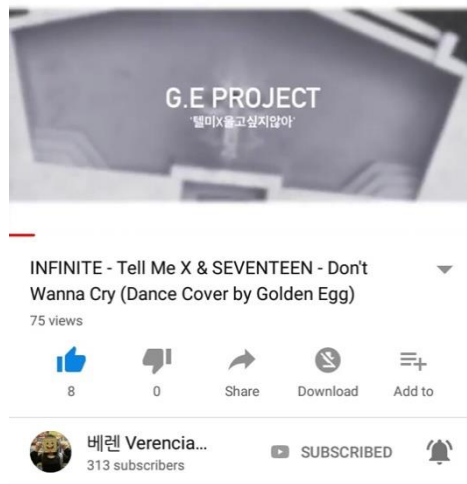 G.E PROJECT
'텔미X울고싶지않아'
INFINITE - Tell Me X & SEVENTEEN - Don't
Wanna Cry (Dance Cover by Golden Egg)
75 views
8
0
Share
Download
Add to
베렌 Verencia...
313 subscribers
SUBSCRIBED